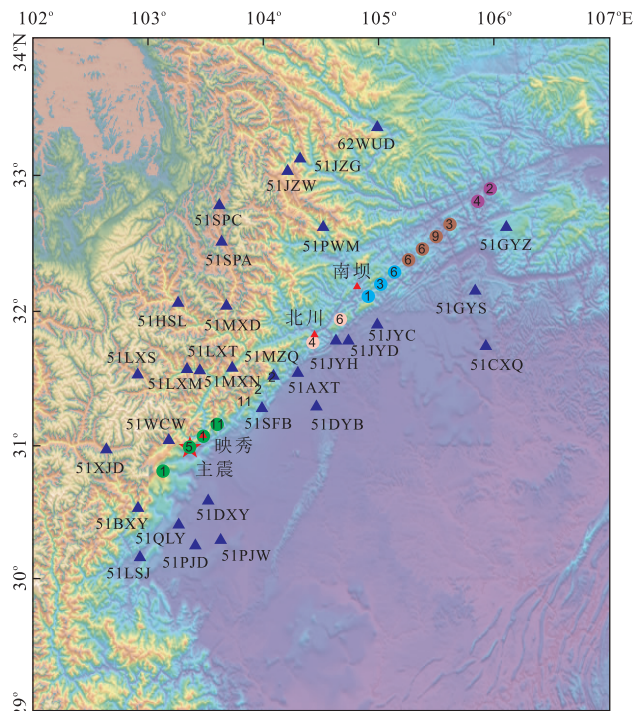 102° 103° 104° 105° 106° 107°E
34°N
62WUD
51JZG
33°
51JZW
2
4
51SPC
51PWM
3
51GYZ
51SPA
9
6
南坝
6
6
3
51GYS
32°
51HSL
51MXD
1
北川
6
51JYC
4
51LXS
51LXT
51MZQ
51JYH
51JYD
51CXQ
51LXM
51MXN
2
51AXT
11
51SFB
51DYB
51WCW
11
31°
5
映秀
51XJD
主震
1
51BXY
51DXY
51QLY
51PJW
51PJD
51LSJ
30°
29°